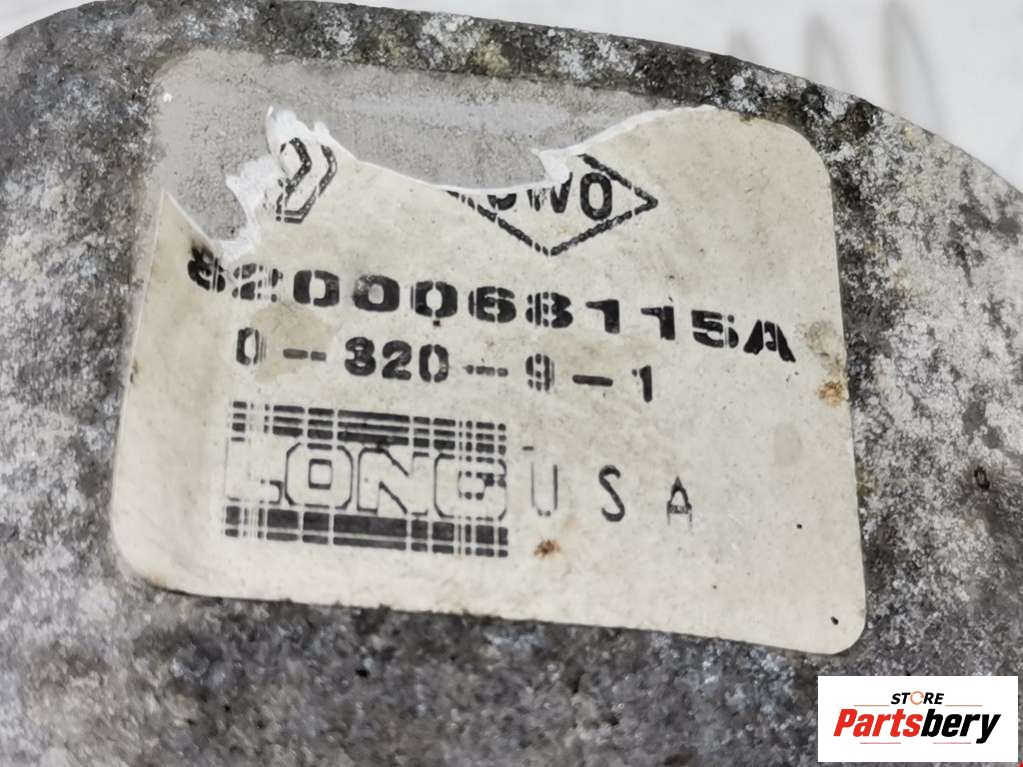 8200068115A
0-320-9-1
LONG USA
STORE
Partsbery